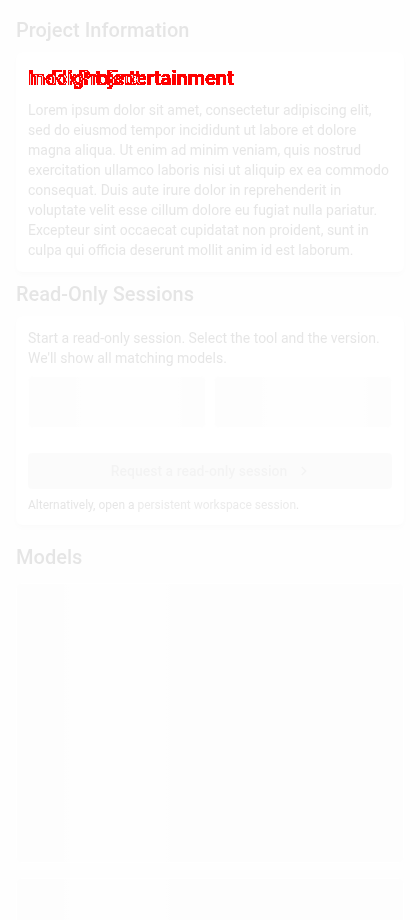 Project Information
Lorem ipsum dolor sit amet, consectetur adipiscing elit,
sed do eiusmod tempor incididunt ut labore et dolore
magna aliqua. Ut enim ad minim veniam, quis nostrud
exercitation ullamco laboris nisi ut aliquip ex ea commodo
consequat. Duis aute irure dolor in reprehenderit in
voluptate velit esse cillum dolore eu fugiat nulla pariatur.
Excepteur sint occaecat cupidatat non proident, sunt in
culpa qui officia deserunt mollit anim id est laborum.
Read-Only Sessions
Start a read-only session. Select the tool and the version.
We'll show all matching models.
Request a read-only session
Alternatively, open a persistent workspace session.
Models